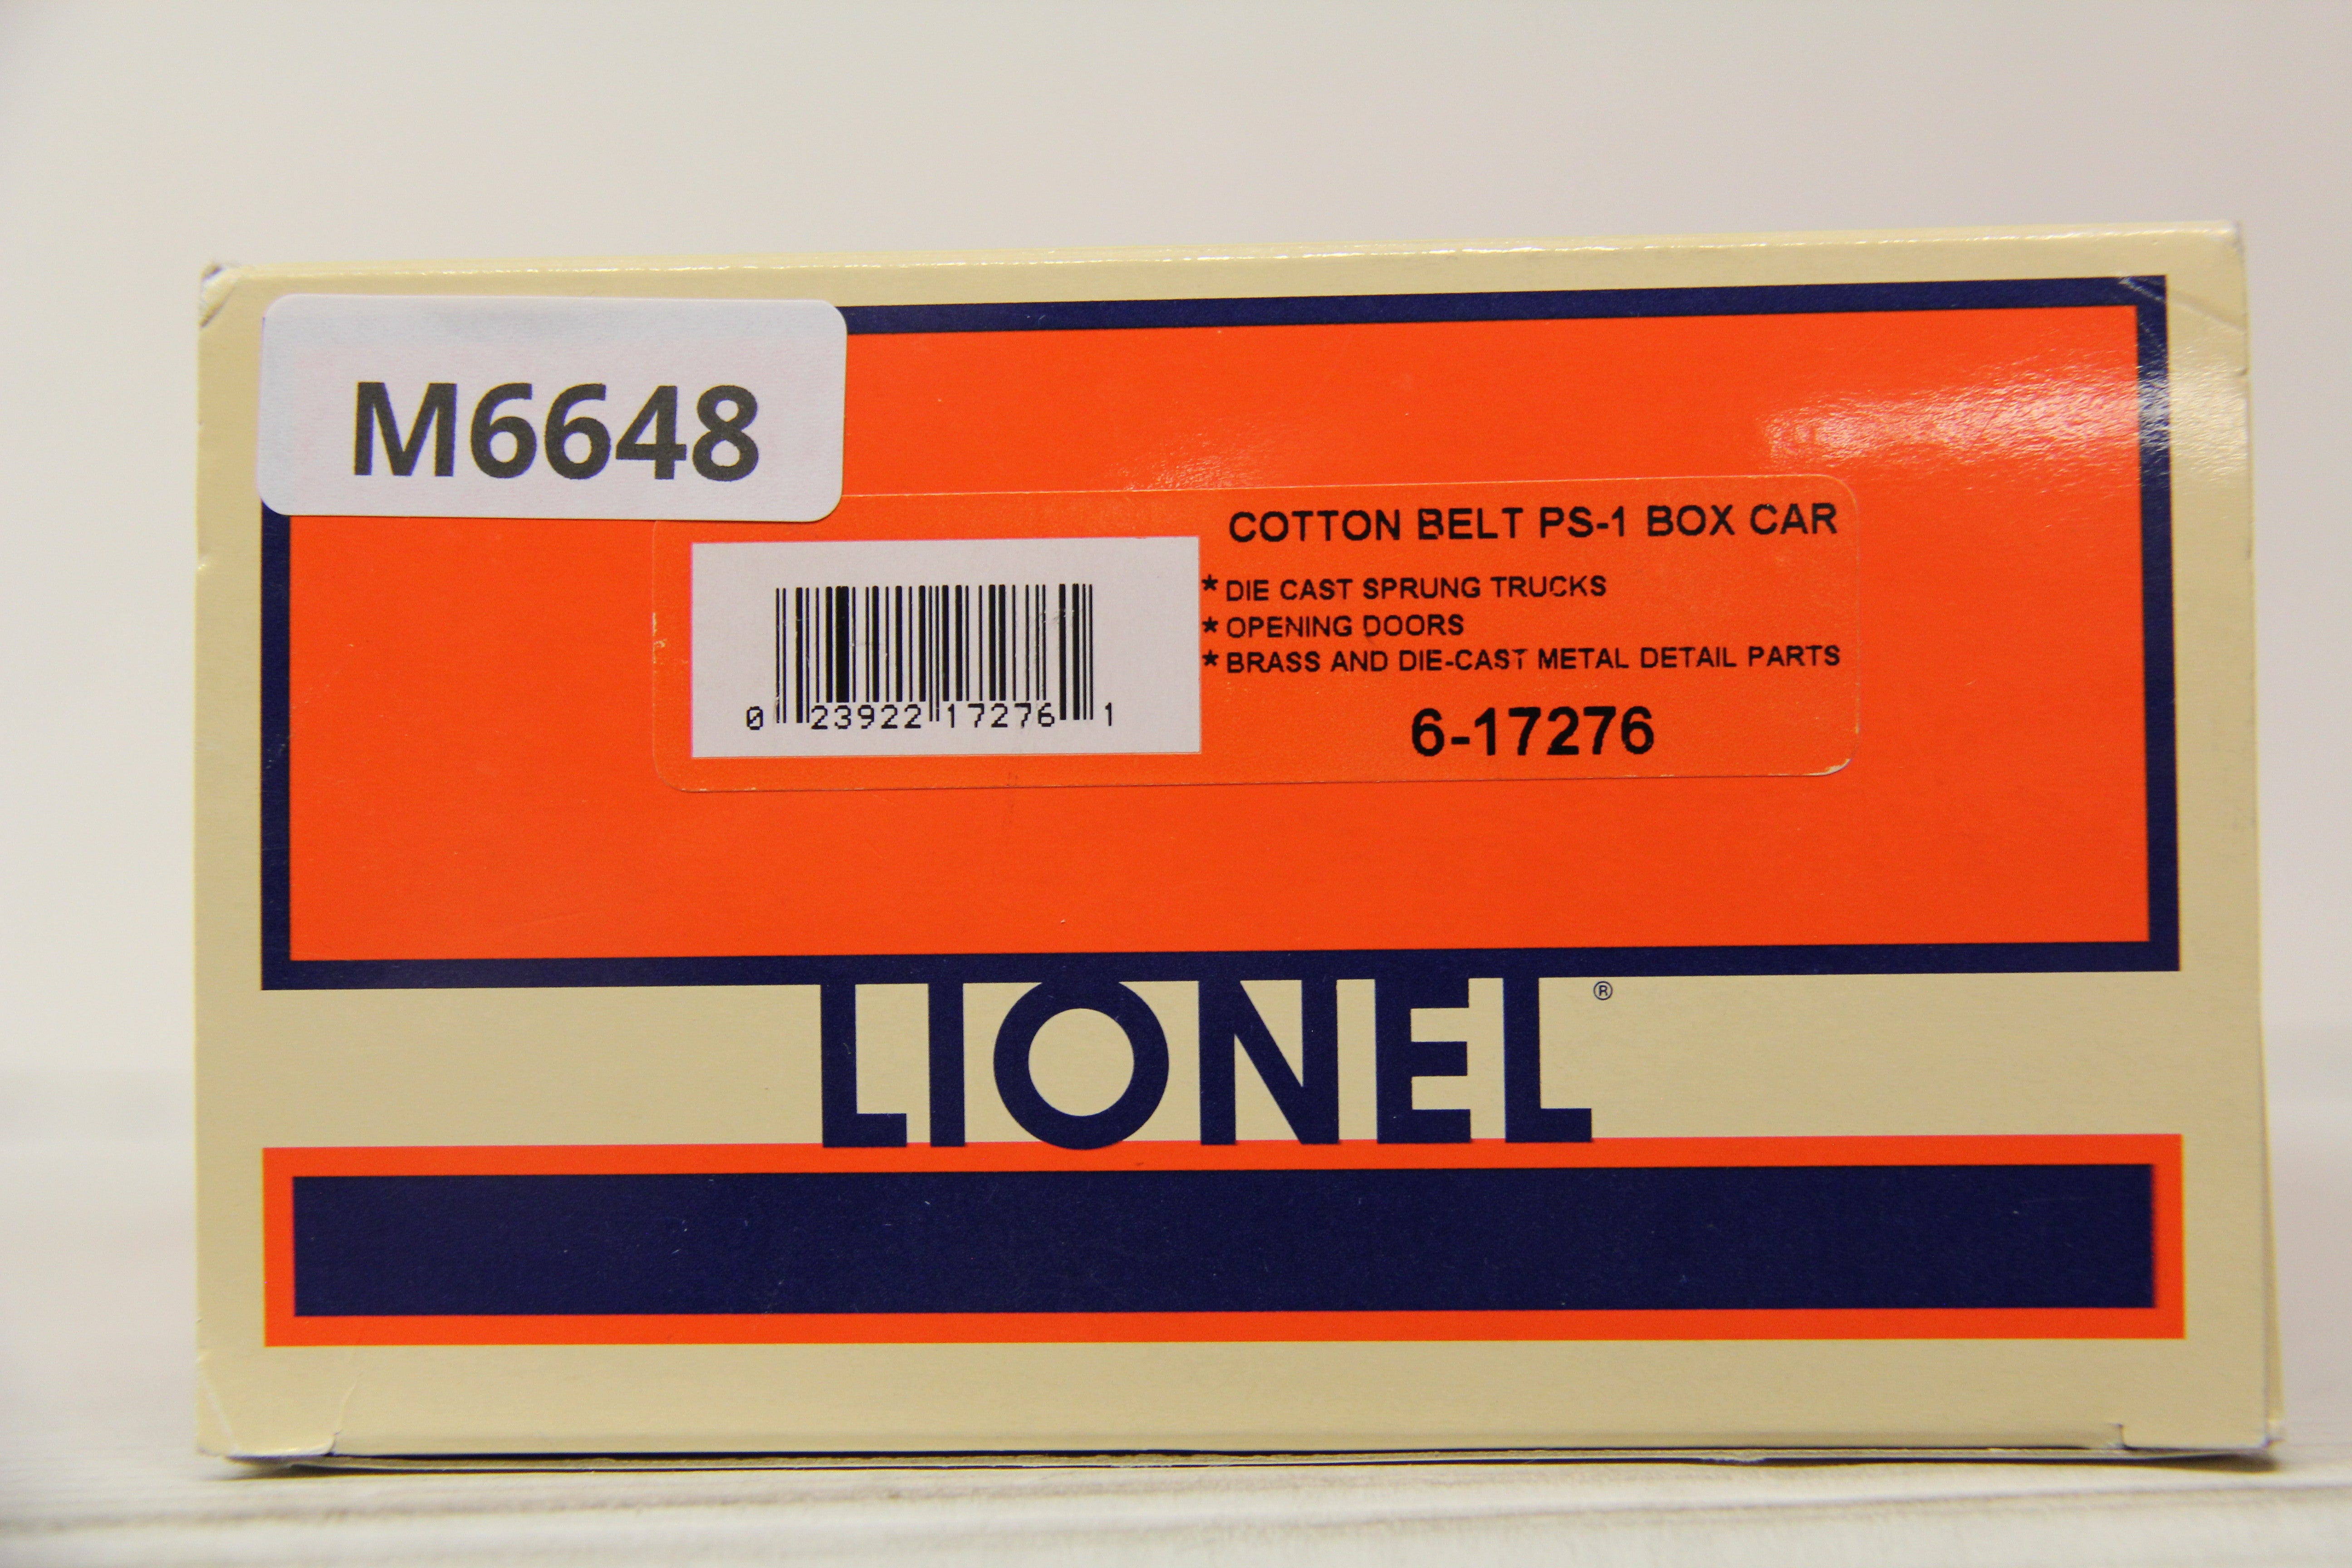 M6648
COTTON BELT PS-1 BOX CAR
* DIE CAST SPRUNG TRUCKS
* OPENING DOORS
* BRASS AND DIE-CAST METAL DETAIL PARTS
0 23922 17276 1
6-17276
LIONEL®